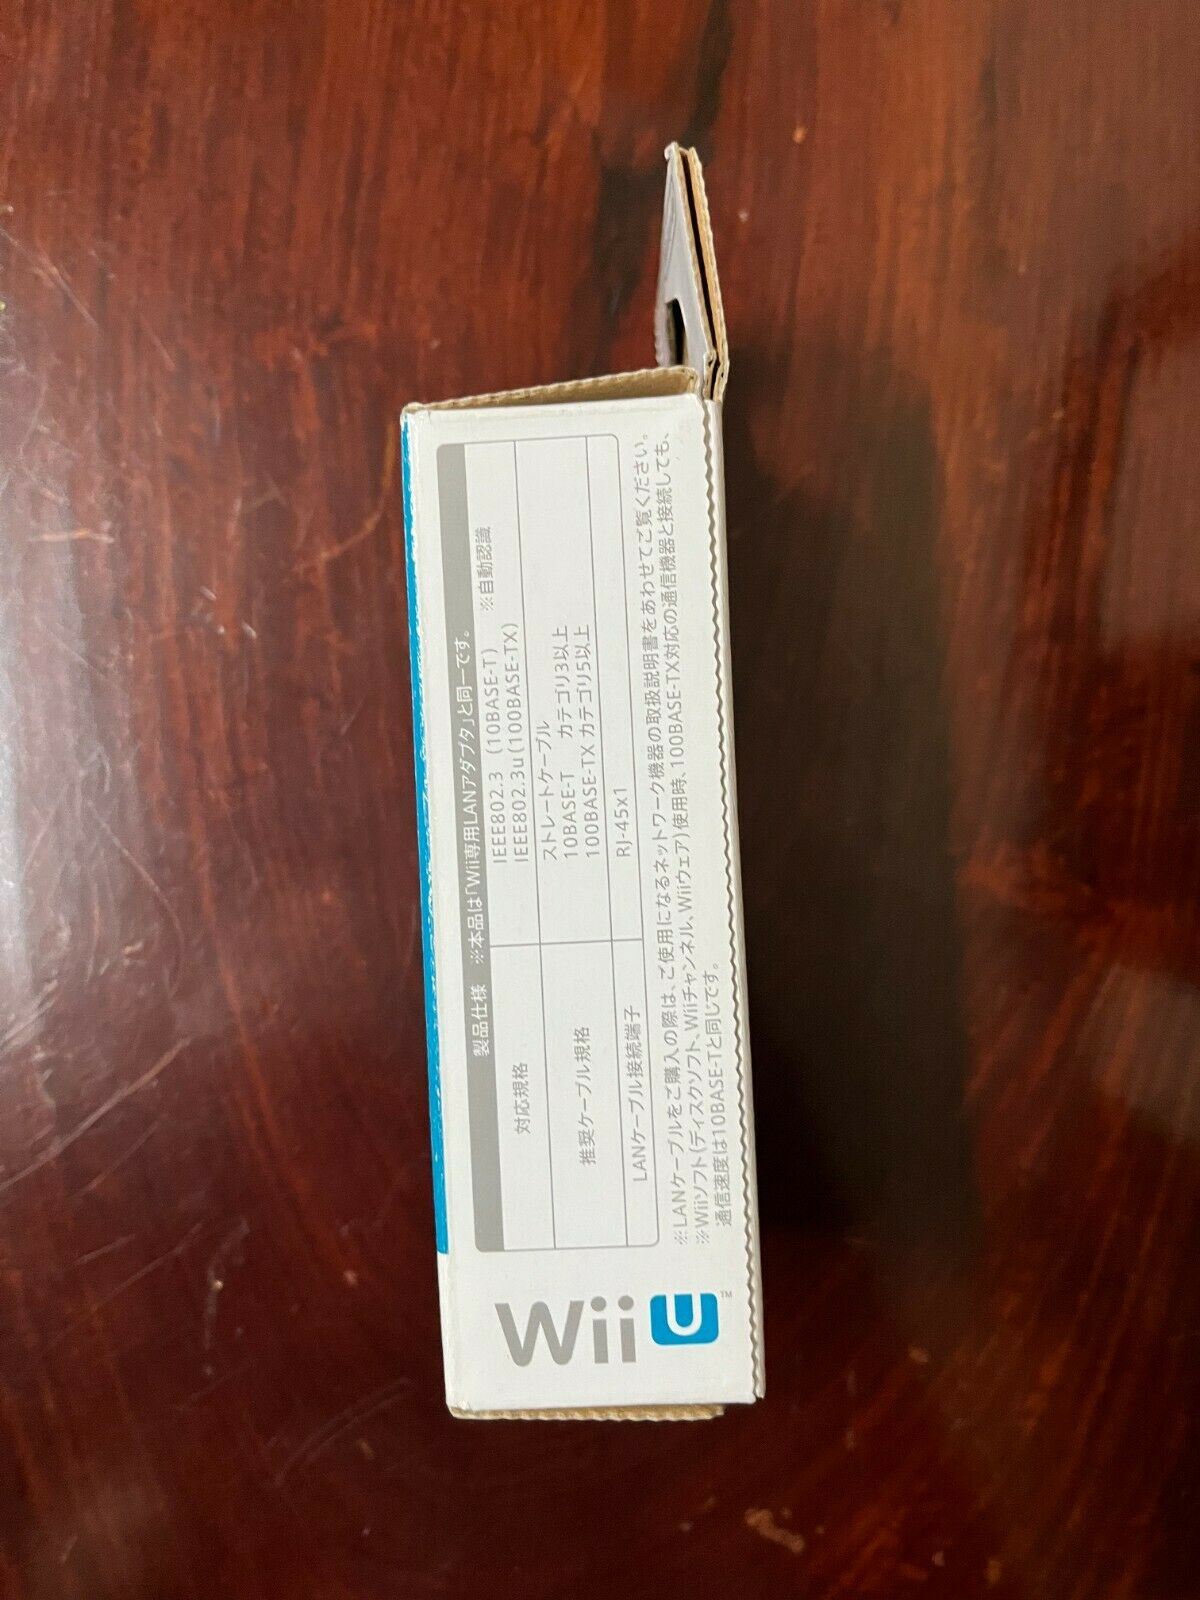 製品仕様 ※本品は「Wii専用LANアダプタ」と同一です。
対応規格
IEEE802.3 (10BASE-T)
IEEE802.3u(100BASE-TX) ※自動認識
推奨ケーブル規格
ストレートケーブル
10BASE-T カテゴリ3以上
100BASE-TX カテゴリ5以上
LANケーブル接続端子
RJ-45x1
※LANケーブルをご購入の際は、ご使用になるネットワーク機器の取扱説明書をあわせてご覧ください。
※Wiiソフト(ディスクソフト、Wiiチャンネル、Wiiウェア)使用時、100BASE-TX対応の通信機器と接続しても、
通信速度は10BASE-Tと同じです。
Wii U TM